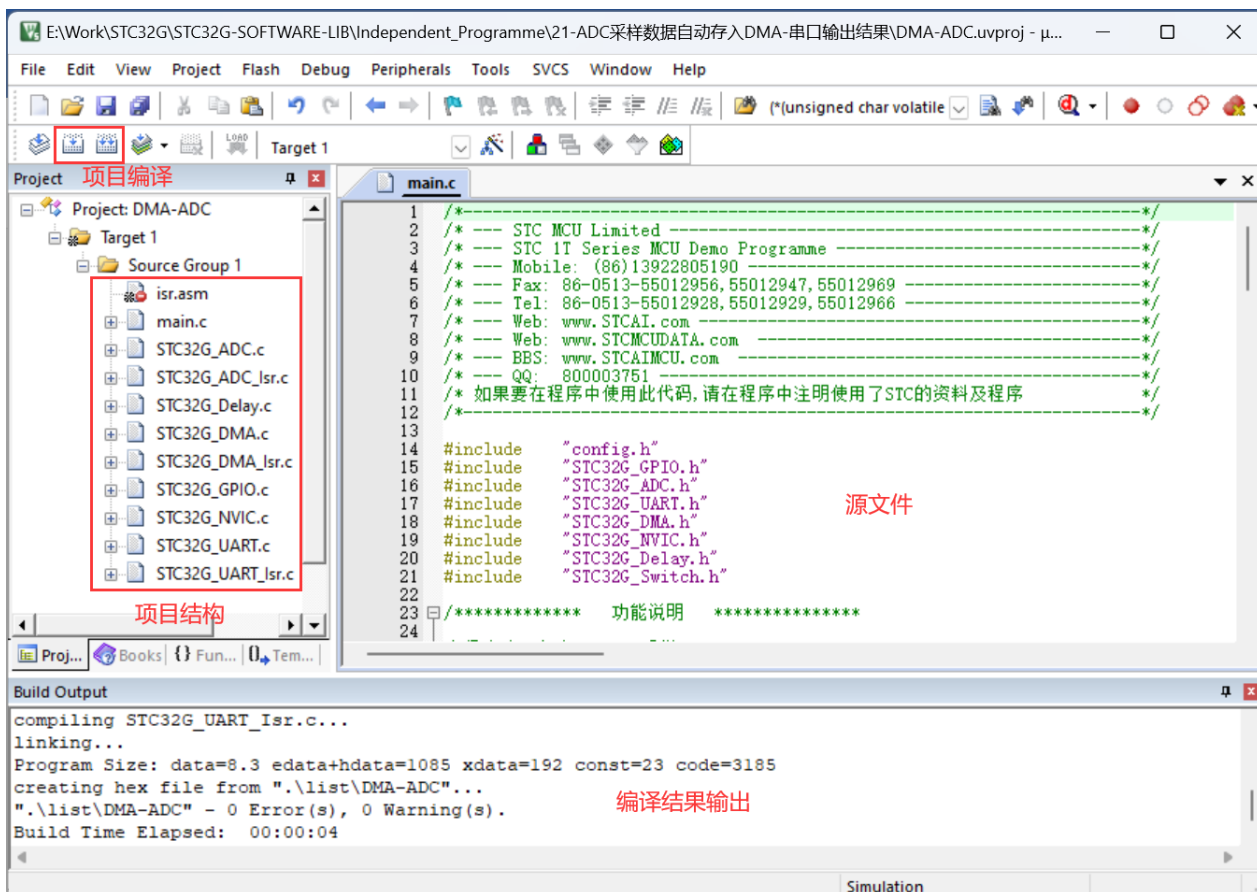 E:\Work\STC32G\STC32G-SOFTWARE-LIB\Independent_Programme\21-ADC采样数据自动存入DMA-串口输出结果\DMA-ADC.uvproj - µ...
File Edit View Project Flash Debug Peripherals Tools SVCS Window Help
(*(unsigned char volatile
LOAD
Target 1
Project 项目编译
main.c
Project: DMA-ADC
Target 1
Source Group 1
isr.asm
main.c
STC32G_ADC.c
STC32G_ADC_Isr.c
STC32G_Delay.c
STC32G_DMA.c
STC32G_DMA_Isr.c
STC32G_GPIO.c
STC32G_NVIC.c
STC32G_UART.c
STC32G_UART_Isr.c
项目结构
Proj... Books {} Fun... Tem...
1 /*---------------------------------------------------------------------*/
2 /* --- STC MCU Limited ------------------------------------------------*/
3 /* --- STC 1T Series MCU Demo Programme -------------------------------*/
4 /* --- Mobile: (86)13922805190 ----------------------------------------*/
5 /* --- Fax: 86-0513-55012956,55012947,55012969 ------------------------*/
6 /* --- Tel: 86-0513-55012928,55012929,55012966 ------------------------*/
7 /* --- Web: www.STCAI.com ---------------------------------------------*/
8 /* --- Web: www.STCMCUDATA.com  ---------------------------------------*/
9 /* --- BBS: www.STCAIMCU.com  -----------------------------------------*/
10 /* --- QQ:  800003751 -------------------------------------------------*/
11 /* 如果要在程序中使用此代码,请在程序中注明使用了STC的资料及程序            */
12 /*---------------------------------------------------------------------*/
13
14 #include "config.h"
15 #include "STC32G_GPIO.h"
16 #include "STC32G_ADC.h"
17 #include "STC32G_UART.h"
18 #include "STC32G_DMA.h"
19 #include "STC32G_NVIC.h"
20 #include "STC32G_Delay.h"
21 #include "STC32G_Switch.h"
22
23 /************* 功能说明 ***************
24
源文件
Build Output
compiling STC32G_UART_Isr.c...
linking...
Program Size: data=8.3 edata+hdata=1085 xdata=192 const=23 code=3185
creating hex file from ".\list\DMA-ADC"...
".\list\DMA-ADC" - 0 Error(s), 0 Warning(s).
Build Time Elapsed:  00:00:04
编译结果输出
Simulation